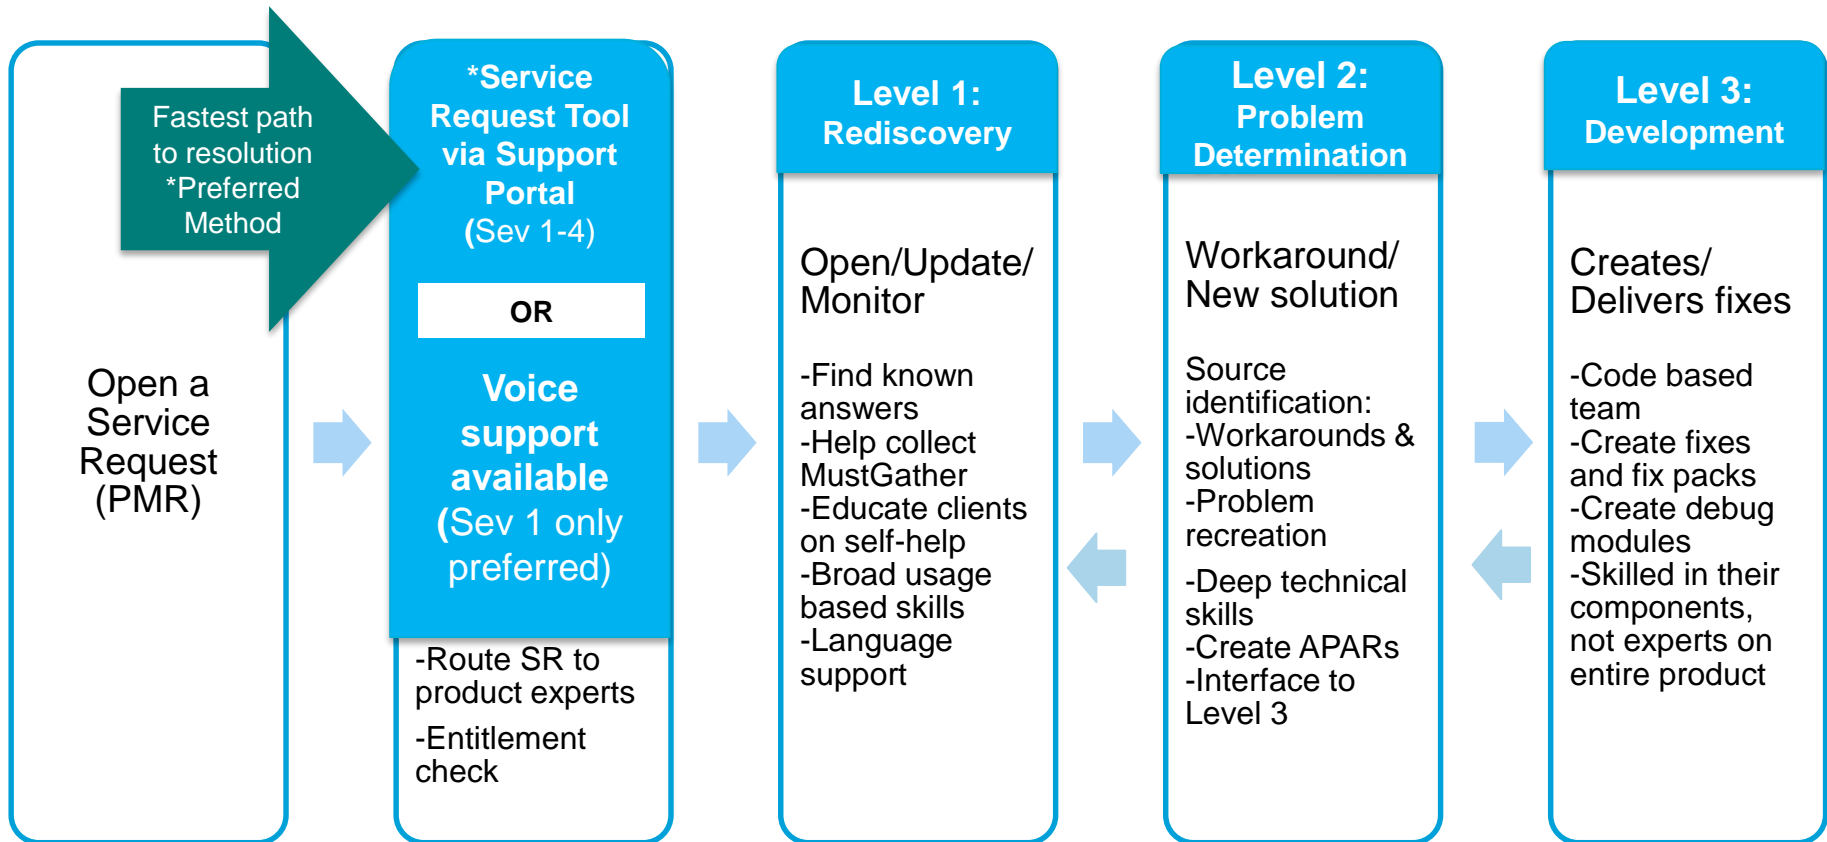 Fastest path
to resolution
*Preferred
Method
Open a
Service
Request
(PMR)
*Service
Request Tool
via Support
Portal
(Sev 1-4)
OR
Voice
support
available
(Sev 1 only
preferred)
-Route SR to
product experts
-Entitlement
check
Level 1:
Rediscovery
Open/Update/
Monitor
-Find known
answers
-Help collect
MustGather
-Educate clients
on self-help
-Broad usage
based skills
-Language
support
Level 2:
Problem
Determination
Workaround/
New solution
Source
identification:
-Workarounds &
solutions
-Problem
recreation
-Deep technical
skills
-Create APARs
-Interface to
Level 3
Level 3:
Development
Creates/
Delivers fixes
-Code based
team
-Create fixes
and fix packs
-Create debug
modules
-Skilled in their
components,
not experts on
entire product